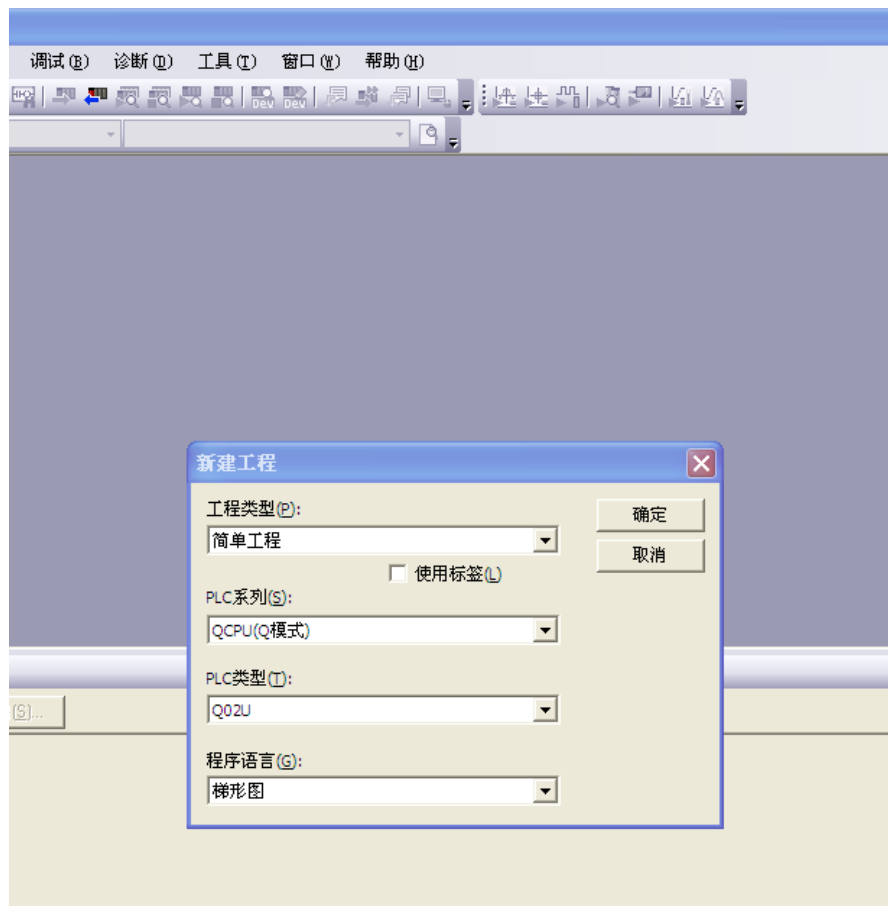 调试(B) 诊断(D) 工具(T) 窗口(W) 帮助(H)
Dev Dev
新建工程
工程类型(P):
确定
简单工程
取消
使用标签(L)
PLC系列(S):
QCPU(Q模式)
PLC类型(T):
(S)...
Q02U
程序语言(G):
梯形图